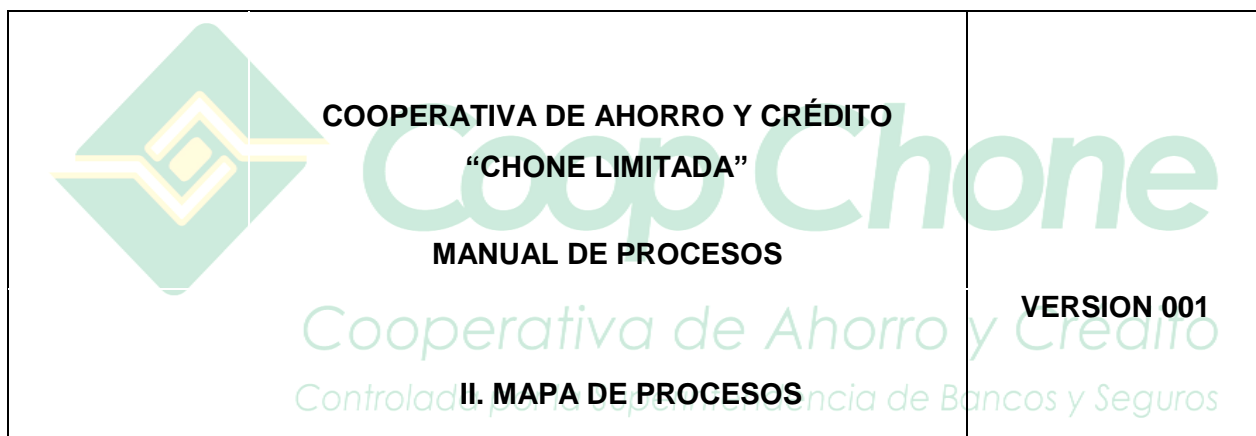 COOPERATIVA DE AHORRO Y CRÉDITO
“CHONE LIMITADA”
Coop Chone
MANUAL DE PROCESOS
VERSION 001
Cooperativa de Ahorro y Crédito
II. MAPA DE PROCESOS
Controlada por la Superintendencia de Bancos y Seguros